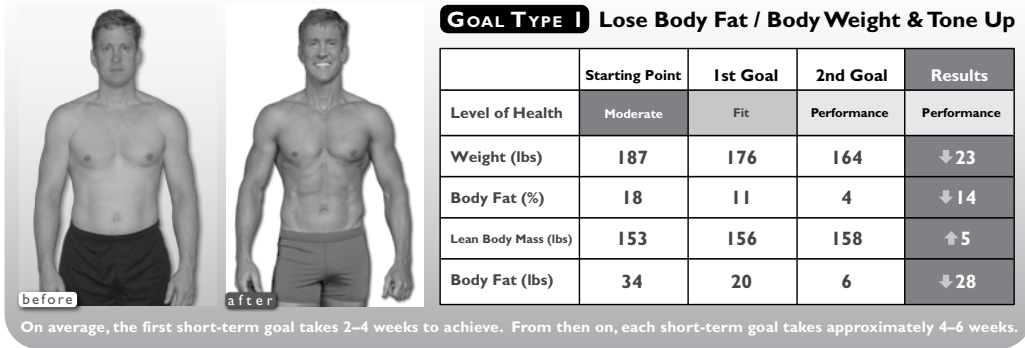 GOAL TYPE 1 Lose Body Fat / Body Weight & Tone Up
Starting Point 1st Goal 2nd Goal Results
Level of Health Moderate Fit Performance Performance
Weight (lbs) 187 176 164 23
Body Fat (%) 18 11 4 14
Lean Body Mass (lbs) 153 156 158 5
Body Fat (lbs) 34 20 6 28
before
after
On average, the first short-term goal takes 2–4 weeks to achieve. From then on, each short-term goal takes approximately 4–6 weeks.